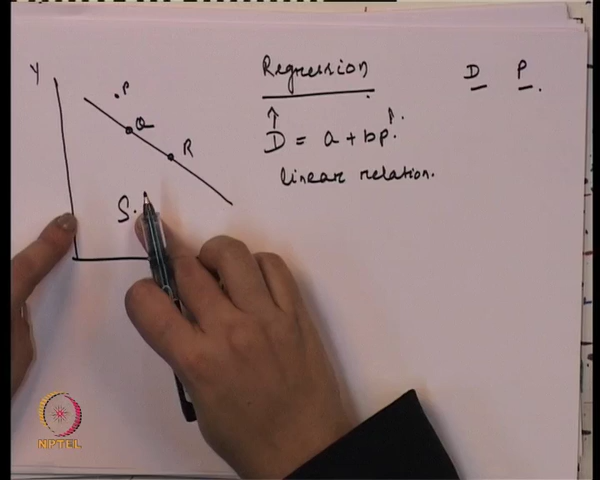 Y
P
Q
R
S.
Regression
D P.
D = a + bp.
linear relation.
NPTEL